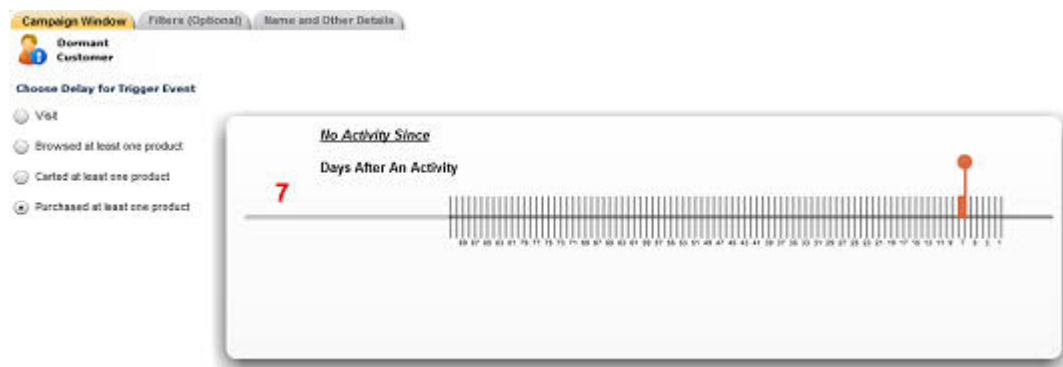 Campaign Window
Filters (Optional)
Name and Other Details
Dormant
Customer
Choose Delay for Trigger Event
Visit
Browsed at least one product
Carted at least one product
Purchased at least one product
No Activity Since
Days After An Activity
7